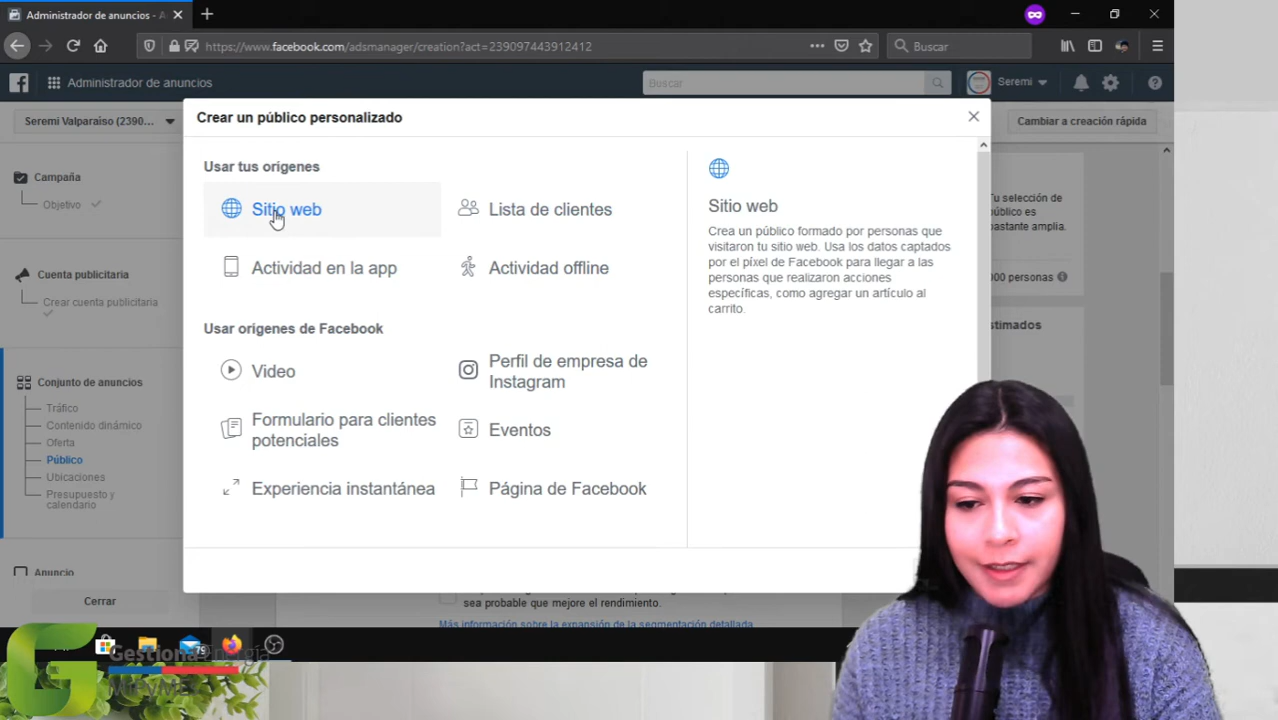 Administrador de anuncios - A
https://www.facebook.com/adsmanager/creation?act=239097443912412
Buscar
Administrador de anuncios
Buscar
Seremi
Seremi Valparaíso (2390...
Cambiar a creación rápida
Crear un público personalizado
Campaña
Objetivo
Cuenta publicitaria
Crear cuenta publicitaria
Conjunto de anuncios
Tráfico
Contenido dinámico
Oferta
Público
Ubicaciones
Presupuesto y
calendario
Anuncio
Cerrar
Usar tus orígenes
Sitio web
Lista de clientes
Actividad en la app
Actividad offline
Usar orígenes de Facebook
Video
Perfil de empresa de
Instagram
Formulario para clientes
potenciales
Eventos
Experiencia instantánea
Página de Facebook
Sitio web
Crea un público formado por personas que
visitaron tu sitio web. Usa los datos captados
por el píxel de Facebook para llegar a las
personas que realizaron acciones
específicas, como agregar un artículo al
carrito.
Tu selección de
público es
bastante amplia.
000 personas
estimados
sea probable que mejore el rendimiento.
Más información sobre la expansión de la segmentación detallada
79
Gestiona Energía
MiPyMEs